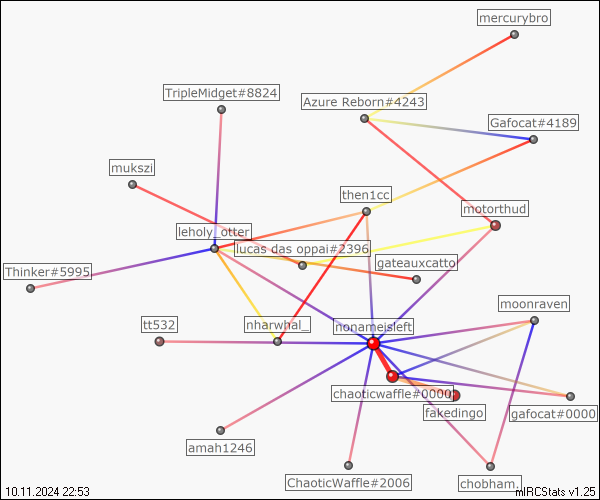 mercurybro
TripleMidget#8824
Azure Reborn#4243
Gafocat#4189
mukszi
then1cc
motorthud
leholy_otter
lucas das oppai#2396
gateauxcatto
Thinker#5995
moonraven
tt532
nharwhal_
nonameisleft
chaoticwaffle#0000
fakedingo
gafocat#0000
amah1246
ChaoticWaffle#2006
chobham.
10.11.2024 22:53
mIRCStats v1.25